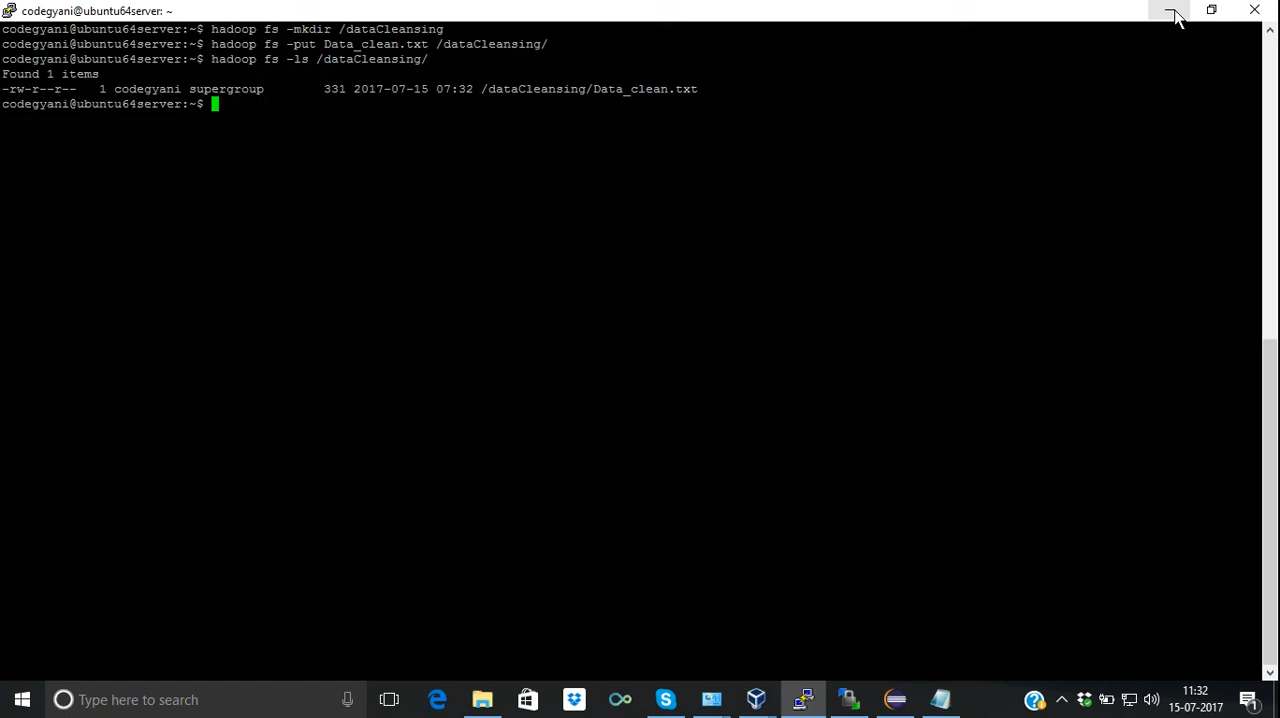 codegyani@ubuntu64server: ~
codegyani@ubuntu64server:~$ hadoop fs -mkdir /dataCleansing
codegyani@ubuntu64server:~$ hadoop fs -put Data_clean.txt /dataCleansing/
codegyani@ubuntu64server:~$ hadoop fs -ls /dataCleansing/
Found 1 items
-rw-r--r--   1 codegyani supergroup        331 2017-07-15 07:32 /dataCleansing/Data_clean.txt
codegyani@ubuntu64server:~$
Type here to search
11:32
15-07-2017
1